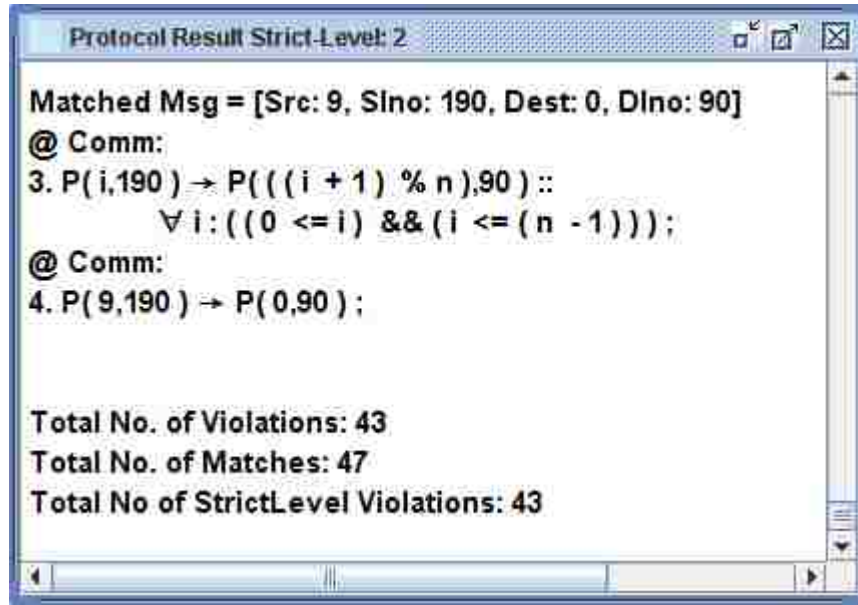 Protocol Result Strict-Level: 2
Matched Msg = [Src: 9, Slno: 190, Dest: 0, Dlno: 90]
@ Comm:
3. P( i,190 ) → P( ( ( i + 1 ) % n ),90 ) ::
∀ i : ( ( 0 <= i ) && ( i <= ( n - 1 ) ) ) ;
@ Comm:
4. P( 9,190 ) → P( 0,90 ) ;
Total No. of Violations: 43
Total No. of Matches: 47
Total No of StrictLevel Violations: 43